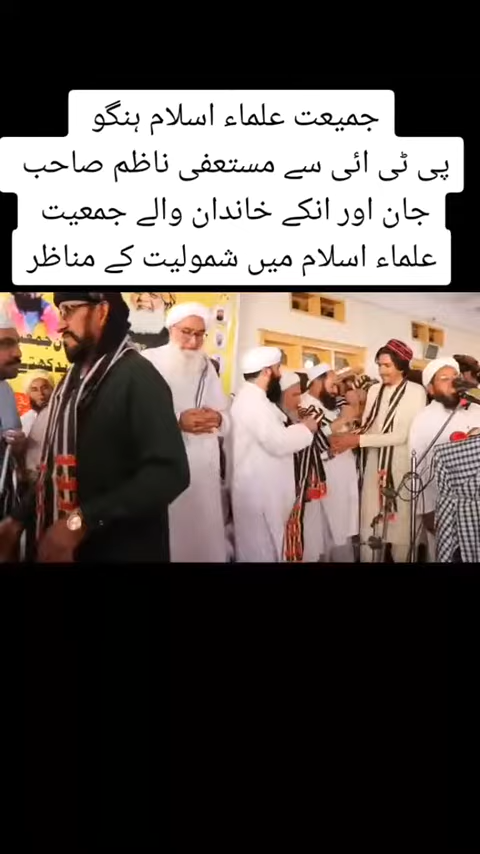 جمیعت علماء اسلام ہنگو
پی ٹی ائی سے مستعفی ناظم صاحب
جان اور انکے خاندان والے جمعیت
علماء اسلام میں شمولیت کے مناظر